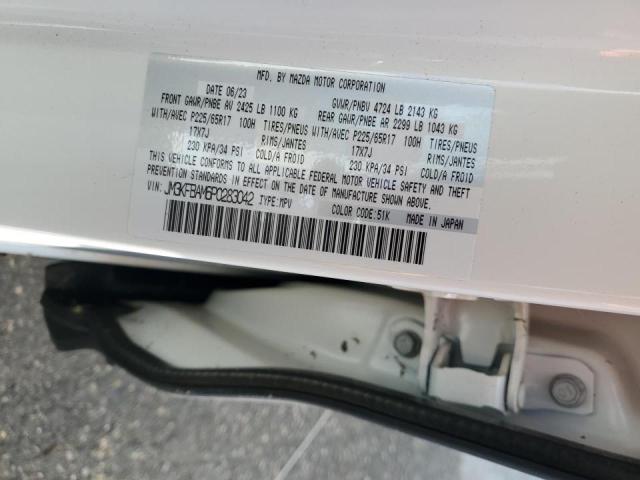 MFD. BY MAZDA MOTOR CORPORATION
DATE 06/23 GVWR/PNBV 4724 LB 2143 KG
FRONT GAWR/PNBE AV 2425 LB 1100 KG REAR GAWR/PNBE AR 2299 LB 1043 KG
WITH/AVEC P225/65R17 100H TIRES/PNEUS WITH/AVEC P225/65R17 100H TIRES/PNEUS
17X7J RIMS/JANTES 17X7J RIMS/JANTES
230 KPA/34 PSI COLD/A FROID 230 KPA/34 PSI COLD/A FROID
CONFORMS TO ALL APPLICABLE FEDERAL MOTOR VEHICLE SAFETY AND THEFT
PREVENTION STANDARDS IN EFFECT ON THE DATE OF MANUFACTURE SHOWN ABOVE.
VIN: JM3KFBAM6P0283042 TYPE:MPV COLOR CODE:51K MADE IN JAPAN